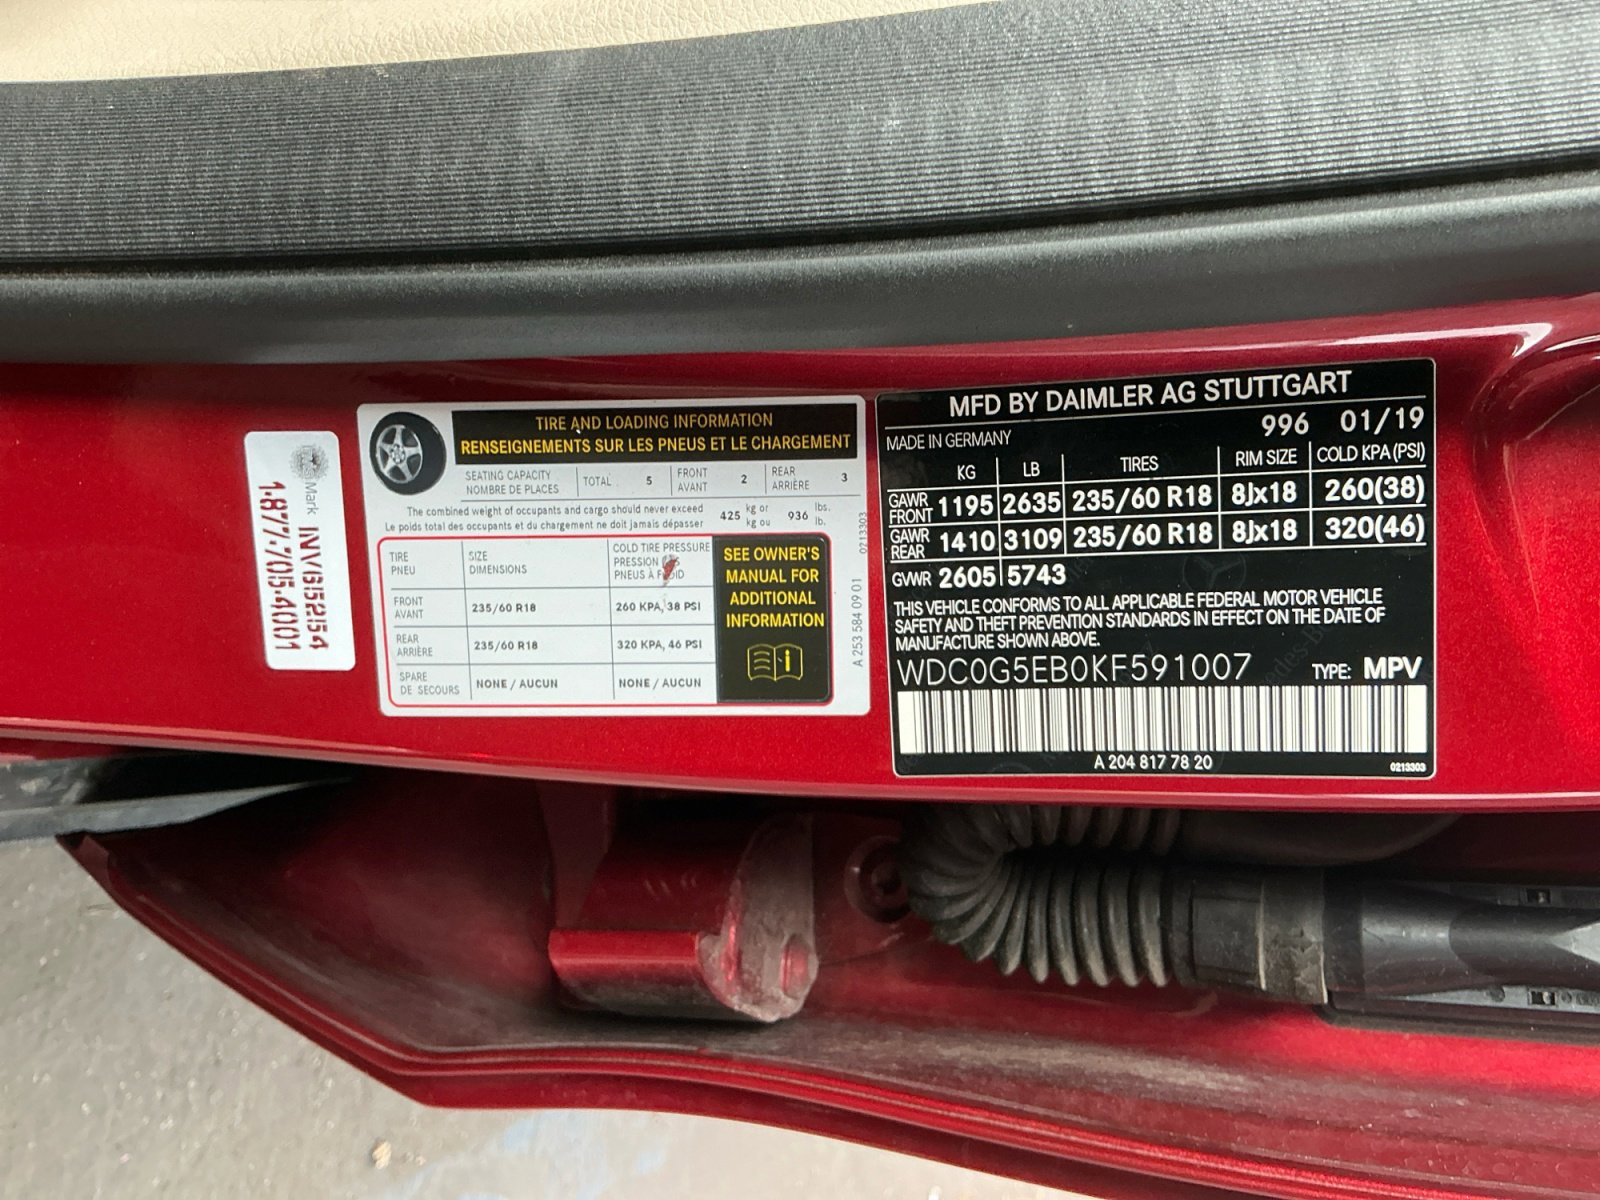 Mark
INVG152154
1-877-705-4001
TIRE AND LOADING INFORMATION
RENSEIGNEMENTS SUR LES PNEUS ET LE CHARGEMENT
SEATING CAPACITY
NOMBRE DE PLACES
TOTAL 5
FRONT
AVANT
2
REAR
ARRIÈRE
3
The combined weight of occupants and cargo should never exceed
Le poids total des occupants et du chargement ne doit jamais dépasser
425 kg or
kg ou
936 lbs.
lb.
TIRE
PNEU
SIZE
DIMENSIONS
COLD TIRE PRESSURE
PRESSION
PNEUS À FROID
FRONT
AVANT
235/60 R18
260 KPA, 38 PSI
REAR
ARRIÈRE
235/60 R18
320 KPA, 46 PSI
SPARE
DE SECOURS
NONE / AUCUN
NONE / AUCUN
SEE OWNER'S
MANUAL FOR
ADDITIONAL
INFORMATION
A 253 584 09 01
0213303
MFD BY DAIMLER AG STUTTGART
MADE IN GERMANY
996 01/19
KG LB TIRES RIM SIZE COLD KPA (PSI)
GAWR
FRONT
1195 2635 235/60 R18 8Jx18 260(38)
GAWR
REAR
1410 3109 235/60 R18 8Jx18 320(46)
GVWR 2605 5743
THIS VEHICLE CONFORMS TO ALL APPLICABLE FEDERAL MOTOR VEHICLE
SAFETY AND THEFT PREVENTION STANDARDS IN EFFECT ON THE DATE OF
MANUFACTURE SHOWN ABOVE.
WDC0G5EB0KF591007 TYPE: MPV
A 204 817 78 20
0213303